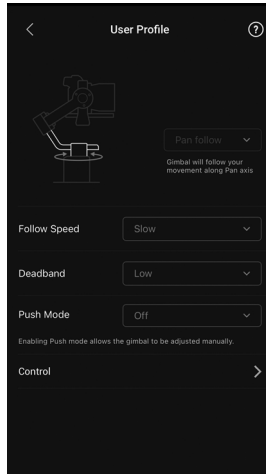 User Profile
?
Pan follow
Gimbal will follow your
movement along Pan axis
Follow Speed
Slow
Deadband
Low
Push Mode
Off
Enabling Push mode allows the gimbal to be adjusted manually.
Control